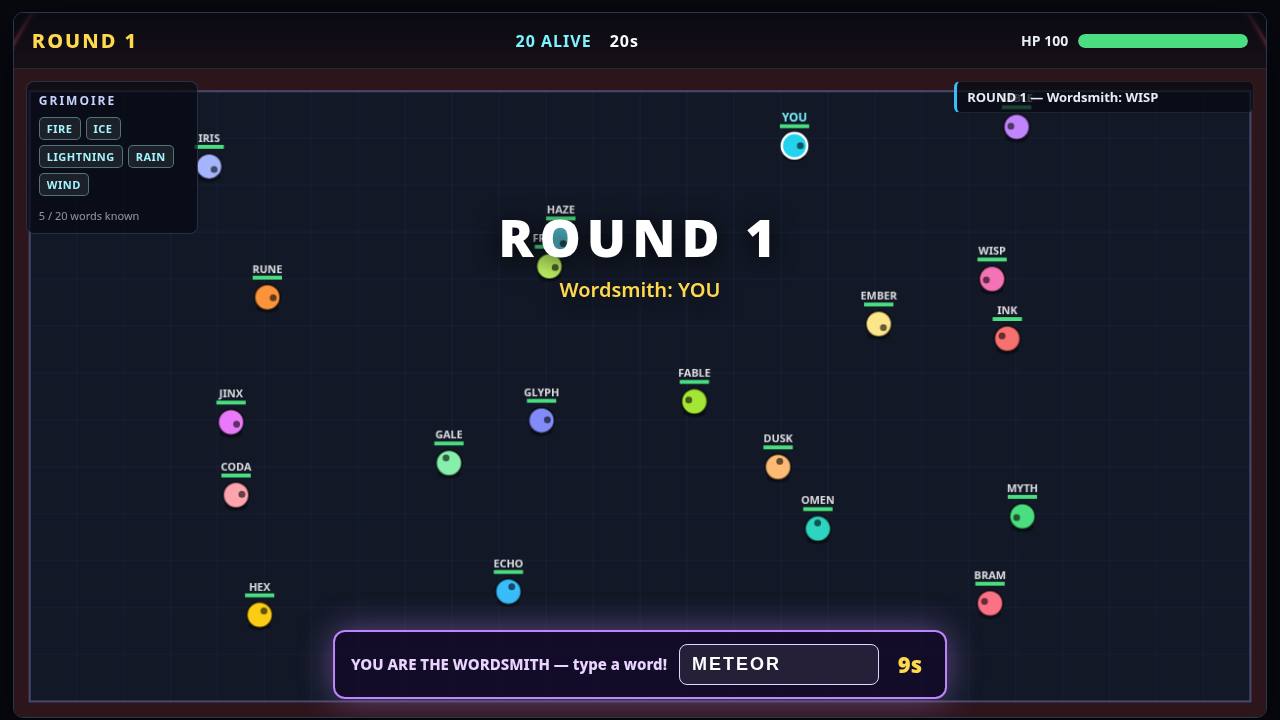 ROUND 1
20 ALIVE 20s
HP 100
GRIMOIRE
FIRE ICE
LIGHTNING RAIN
WIND
5 / 20 words known
ROUND 1 — Wordsmith: WISP
YOU
IRIS
HAZE
ROUND 1
Wordsmith: YOU
WISP
RUNE
EMBER
INK
FABLE
JINX
GLYPH
GALE
DUSK
CODA
OMEN
MYTH
ECHO
BRAM
HEX
YOU ARE THE WORDSMITH — type a word! METEOR 9s